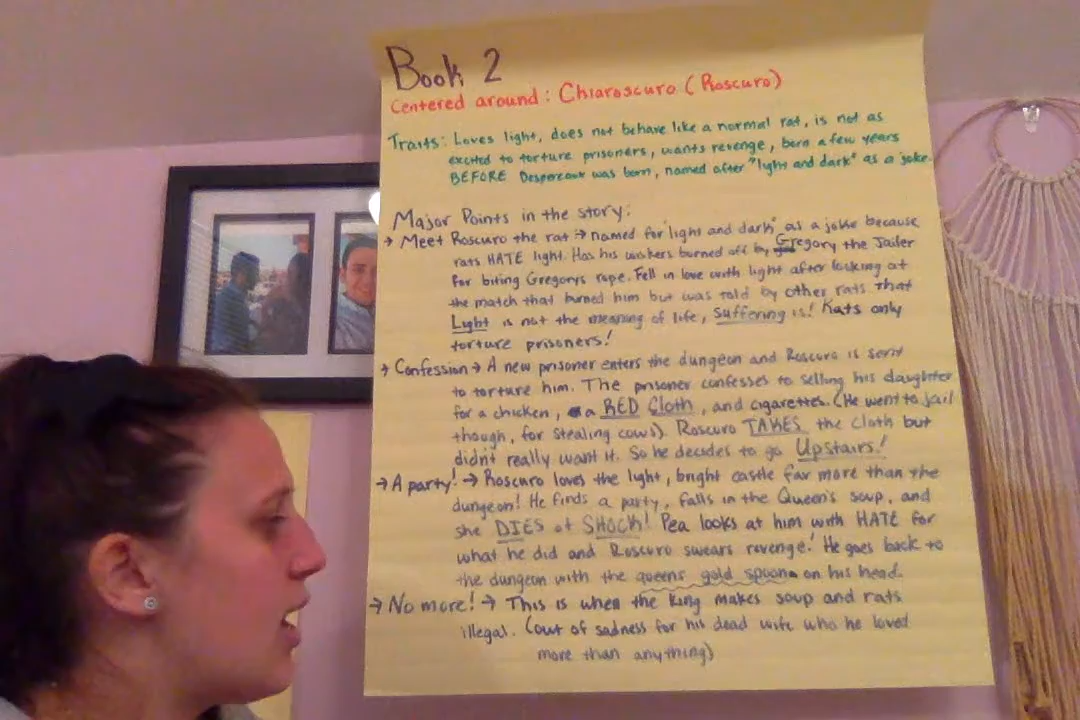 Book 2
Centered around: Chiaroscuro (Roscuro)
Traits: Loves light, does not behave like a normal rat, is not as
excited to torture prisoners, wants revenge, born a few years
BEFORE Despereaux was born, named after "light and dark" as a joke.
Major Points in the story:
→ Meet Roscuro the rat → named for "light and dark" as a joke because
rats HATE light. Has his wiskers burned off by Gregory the Jailer
for biting Gregorys rope. Fell in love with light after looking at
the match that burned him but was told by other rats that
Light is not the meaning of life, suffering is! Rats only
torture prisoners!
→ Confession → A new prisoner enters the dungeon and Roscuro is sent
to torture him. The prisoner confesses to selling his daughter
for a chicken, a RED Cloth, and cigarettes. (He went to jail
though, for stealing cows). Roscuro TAKES the cloth but
didn't really want it. So he decides to go Upstairs!
→ A party! → Roscuro loves the light, bright castle far more than the
dungeon! He finds a party, falls in the Queen's soup, and
she DIES of SHOCK! Pea looks at him with HATE for
what he did and Roscuro swears revenge! He goes back to
the dungeon with the queens gold spoon on his head.
→ No more! → This is when the king makes soup and rats
illegal. (out of sadness for his dead wife who he loved
more than anything)